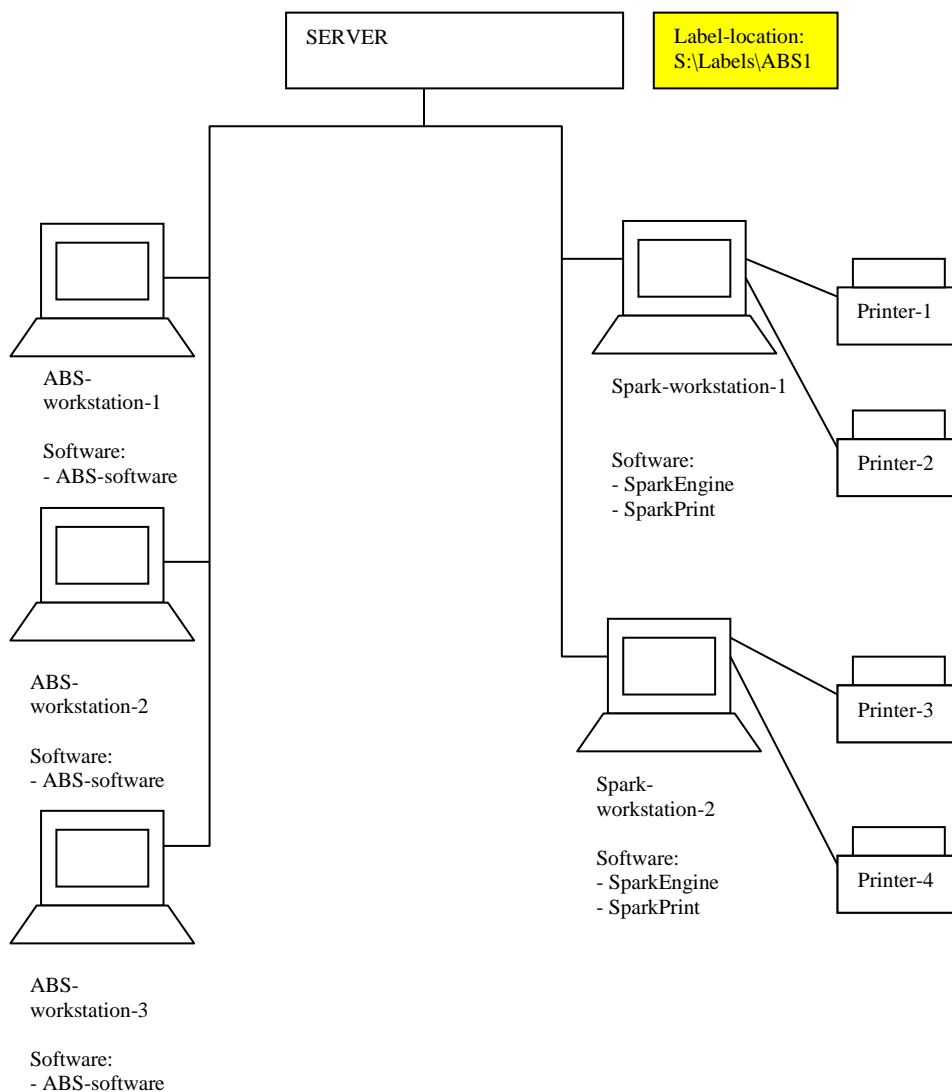 SERVER
Label-location:
S:\Labels\ABS1
ABS-
workstation-1
Software:
- ABS-software
ABS-
workstation-2
Software:
- ABS-software
ABS-
workstation-3
Software:
- ABS-software
Spark-workstation-1
Software:
- SparkEngine
- SparkPrint
Printer-1
Printer-2
Spark-
workstation-2
Software:
- SparkEngine
- SparkPrint
Printer-3
Printer-4